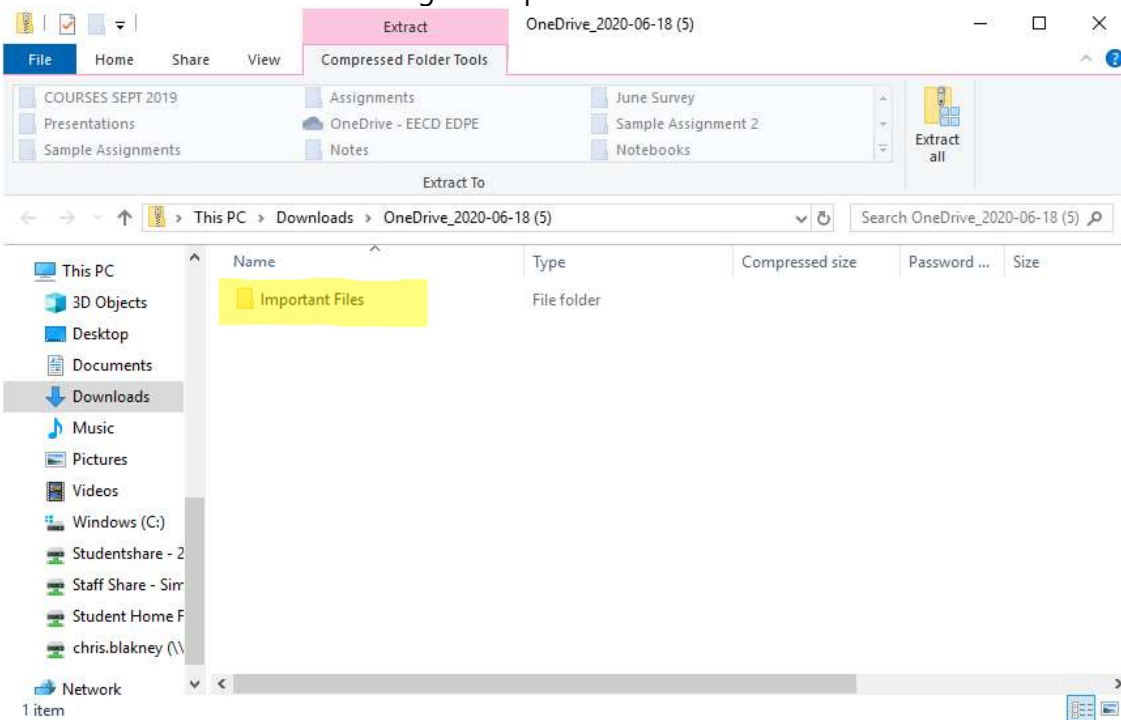 Extract
OneDrive_2020-06-18 (5)
File Home Share View Compressed Folder Tools
COURSES SEPT 2019 Assignments June Survey
Presentations OneDrive - EECD EDPE Sample Assignment 2
Sample Assignments Notes Notebooks
Extract all
Extract To
This PC > Downloads > OneDrive_2020-06-18 (5)
Search OneDrive_2020-06-18 (5)
Name Type Compressed size Password ... Size
Important Files File folder
This PC
3D Objects
Desktop
Documents
Downloads
Music
Pictures
Videos
Windows (C:)
Studentshare - 2
Staff Share - Sim
Student Home F
chris.blakney (\\
Network
1 item